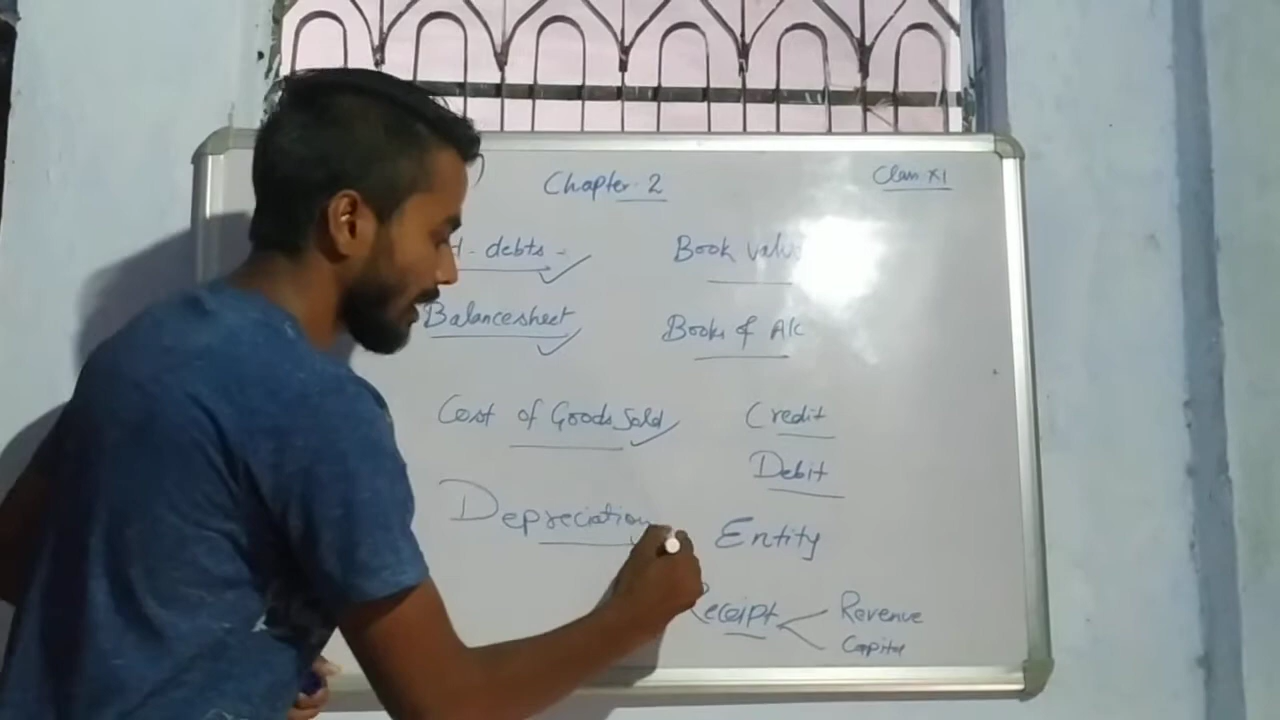 Chapter-2
Class XI
debts -
Book value
Balancesheet
Books of A/c
Cost of Goods Sold
Credit
Debit
Depreciation
Entity
Receipt
Revenue
Capital